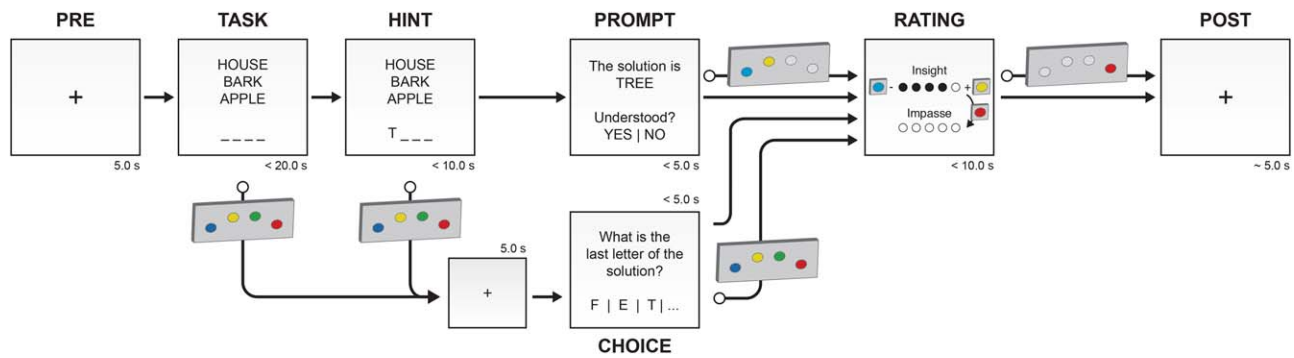 PRE
TASK
HINT
PROMPT
RATING
POST
+
HOUSE
BARK
APPLE
_ _ _ _
HOUSE
BARK
APPLE
T _ _ _
The solution is
TREE
Understood?
YES | NO
Insight
- +
Impasse
+
5.0 s
< 20.0 s
< 10.0 s
< 5.0 s
< 10.0 s
~ 5.0 s
< 5.0 s
5.0 s
+
What is the
last letter of the
solution?
F | E | T | ...
CHOICE